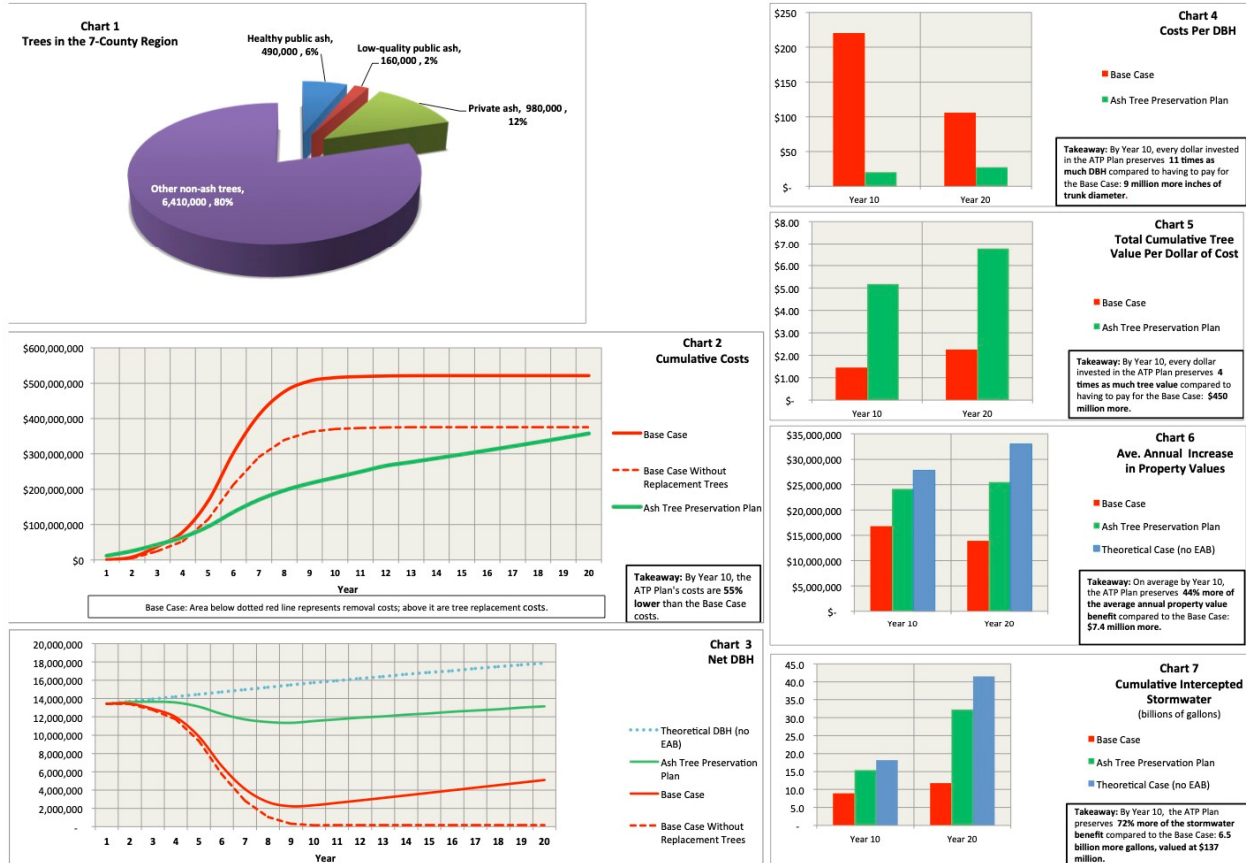 Chart 1
Trees in the 7-County Region
Healthy public ash,
490,000 , 6%
Low-quality public ash,
160,000 , 2%
Private ash, 980,000 ,
12%
Other non-ash trees,
6,410,000 , 80%
Chart 2
Cumulative Costs
$600,000,000
$500,000,000
$400,000,000
$300,000,000
$200,000,000
$100,000,000
$0
1 2 3 4 5 6 7 8 9 10 11 12 13 14 15 16 17 18 19 20
Year
Base Case
Base Case Without
Replacement Trees
Ash Tree Preservation Plan
Base Case: Area below dotted red line represents removal costs; above it are tree replacement costs.
Takeaway: By Year 10, the
ATP Plan's costs are 55%
lower than the Base Case
costs.
Chart 3
Net DBH
20,000,000
18,000,000
16,000,000
14,000,000
12,000,000
10,000,000
8,000,000
6,000,000
4,000,000
2,000,000
-
1 2 3 4 5 6 7 8 9 10 11 12 13 14 15 16 17 18 19 20
Year
Theoretical DBH (no
EAB)
Ash Tree Preservation
Plan
Base Case
Base Case Without
Replacement Trees
Chart 4
Costs Per DBH
$250
$200
$150
$100
$50
$-
Year 10
Year 20
Base Case
Ash Tree Preservation Plan
Takeaway: By Year 10, every dollar invested
in the ATP Plan preserves 11 times as
much DBH compared to having to pay for
the Base Case: 9 million more inches of
trunk diameter.
Chart 5
Total Cumulative Tree
Value Per Dollar of Cost
$8.00
$7.00
$6.00
$5.00
$4.00
$3.00
$2.00
$1.00
$-
Year 10
Year 20
Base Case
Ash Tree Preservation Plan
Takeaway: By Year 10, every dollar
invested in the ATP Plan preserves 4
times as much tree value compared to
having to pay for the Base Case: $450
million more.
Chart 6
Ave. Annual Increase
in Property Values
$35,000,000
$30,000,000
$25,000,000
$20,000,000
$15,000,000
$10,000,000
$5,000,000
$-
Year 10
Year 20
Base Case
Ash Tree Preservation Plan
Theoretical Case (no EAB)
Takeaway: On average by Year 10,
the ATP Plan preserves 44% more of
the average annual property value
benefit compared to the Base Case:
$7.4 million more.
Chart 7
Cumulative Intercepted
Stormwater
(billions of gallons)
45.0
40.0
35.0
30.0
25.0
20.0
15.0
10.0
5.0
-
Year 10
Year 20
Base Case
Ash Tree Preservation Plan
Theoretical Case (no EAB)
Takeaway: By Year 10, the ATP Plan
preserves 72% more of the stormwater
benefit compared to the Base Case: 6.5
billion more gallons, valued at $137
million.